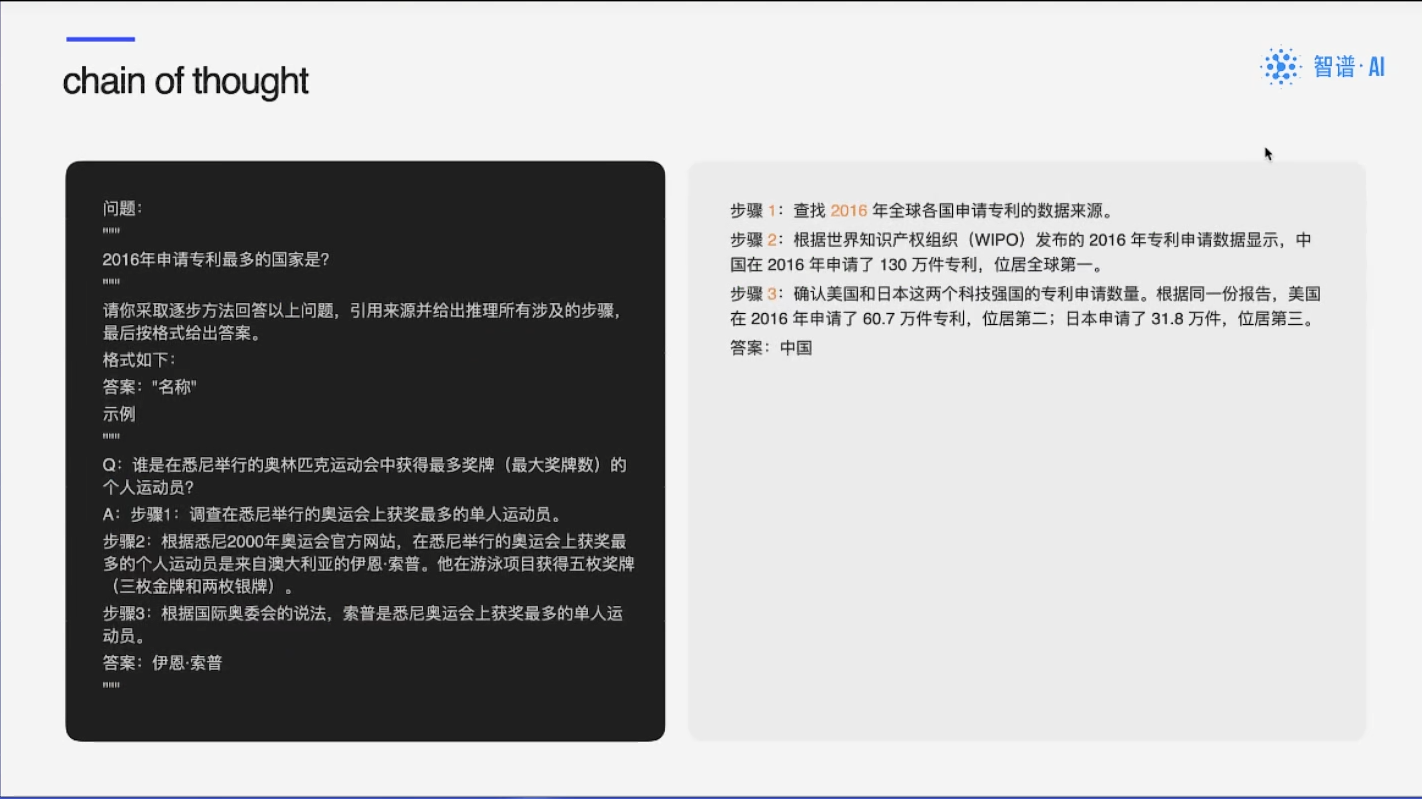 chain of thought
智谱·AI
问题：
"""
2016年申请专利最多的国家是?
"""
请你采取逐步方法回答以上问题，引用来源并给出推理所有涉及的步骤，
最后按格式给出答案。
格式如下：
答案："名称"
示例
"""
Q：谁是在悉尼举行的奥林匹克运动会中获得最多奖牌（最大奖牌数）的
个人运动员?
A：步骤1：调查在悉尼举行的奥运会上获奖最多的单人运动员。
步骤2：根据悉尼2000年奥运会官方网站，在悉尼举行的奥运会上获奖最
多的个人运动员是来自澳大利亚的伊恩·索普。他在游泳项目获得五枚奖牌
（三枚金牌和两枚银牌）。
步骤3：根据国际奥委会的说法，索普是悉尼奥运会上获奖最多的单人运
动员。
答案：伊恩·索普
"""
步骤 1：查找 2016 年全球各国申请专利的数据来源。
步骤 2：根据世界知识产权组织（WIPO）发布的 2016 年专利申请数据显示，中
国在 2016 年申请了 130 万件专利，位居全球第一。
步骤 3：确认美国和日本这两个科技强国的专利申请数量。根据同一份报告，美国
在 2016 年申请了 60.7 万件专利，位居第二；日本申请了 31.8 万件，位居第三。
答案：中国